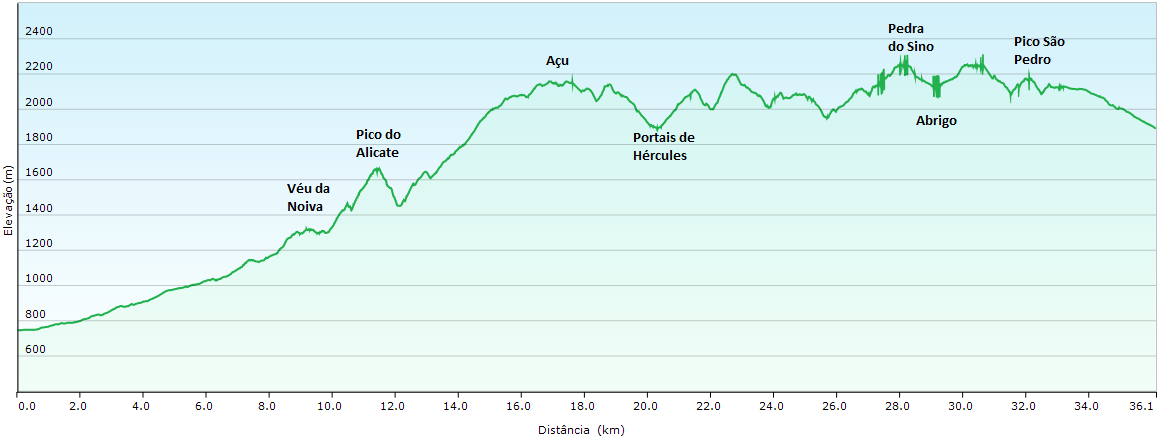 2400
2200
2000
1800
1600
1400
1200
1000
800
600
Elevação (m)
Véu da
Noiva
Pico do
Alicate
Açu
Portais de
Hércules
Pedra
do Sino
Abrigo
Pico São
Pedro
0.0 2.0 4.0 6.0 8.0 10.0 12.0 14.0 16.0 18.0 20.0 22.0 24.0 26.0 28.0 30.0 32.0 34.0 36.1
Distância (km)